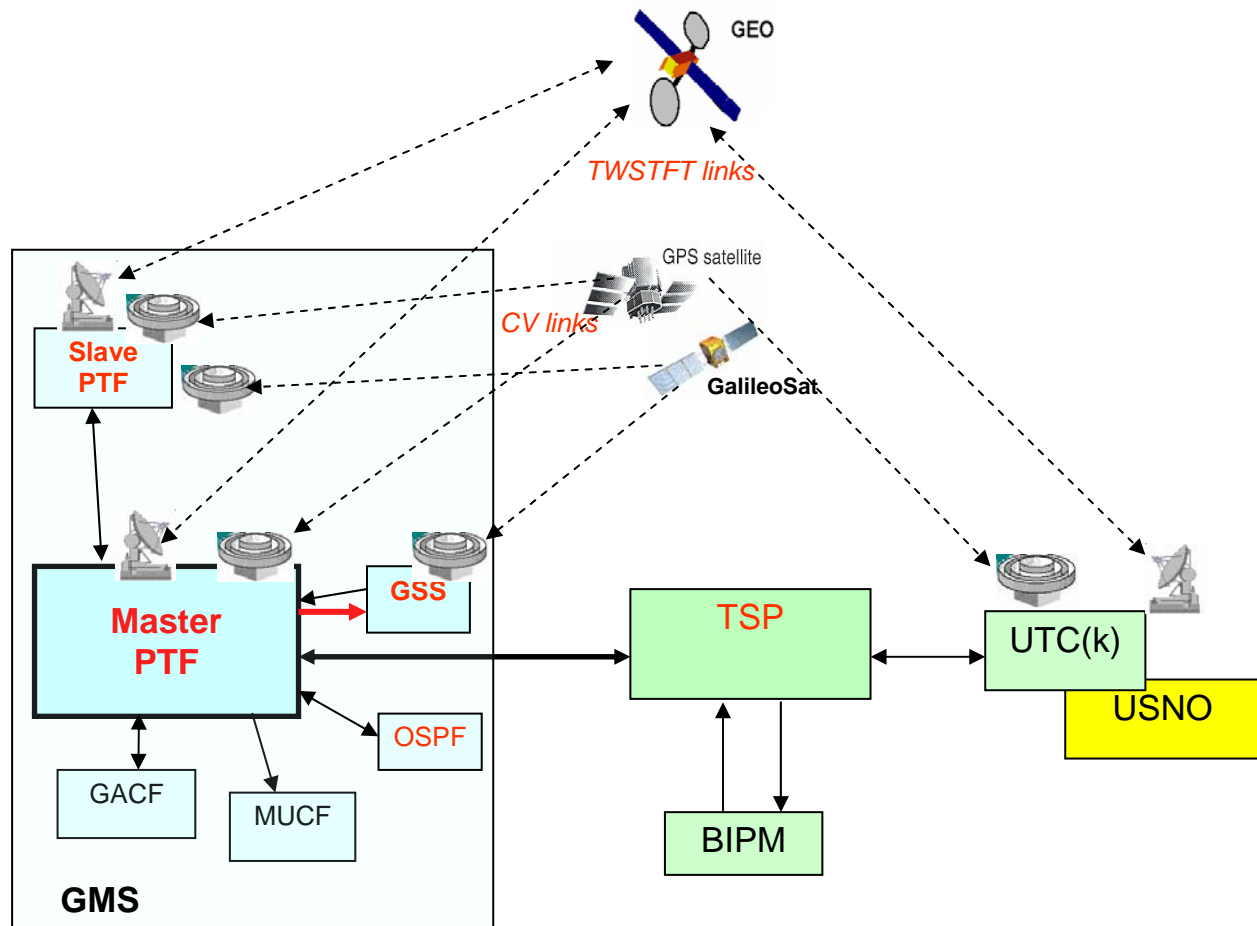 GEO
TWSTFT links
GPS satellite
CV links
GalileoSat
Slave
PTF
Master
PTF
GSS
TSP
UTC(k)
USNO
OSPF
GACF
MUCF
BIPM
GMS